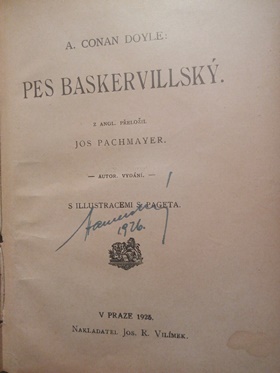 A. CONAN DOYLE:
PES BASKERVILLSKÝ.
Z ANGL. PŘELOŽIL
JOS PACHMAYER.
— AUTOR. VYDÁNÍ. —
S ILLUSTRACEMI S. PAGETA.
1926.
V PRAZE 1926.
Nakladatel Jos. R. Vilímek.